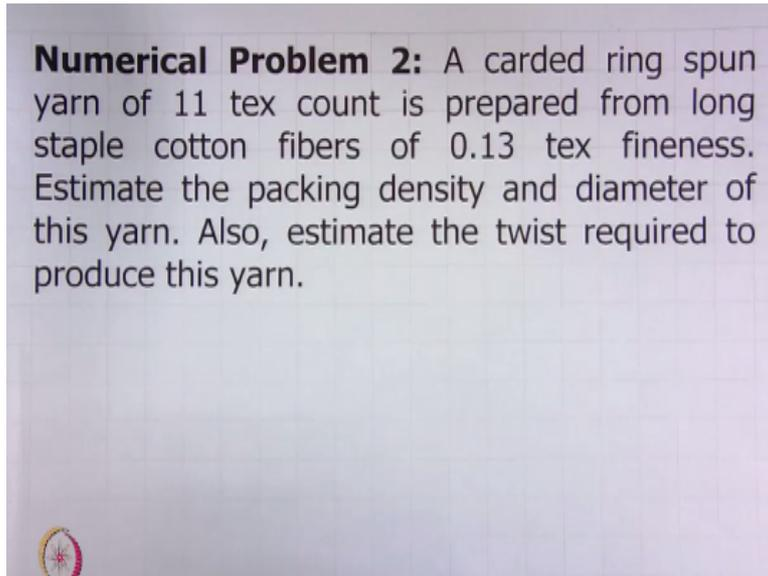 Numerical Problem 2: A carded ring spun
yarn of 11 tex count is prepared from long
staple cotton fibers of 0.13 tex fineness.
Estimate the packing density and diameter of
this yarn. Also, estimate the twist required to
produce this yarn.